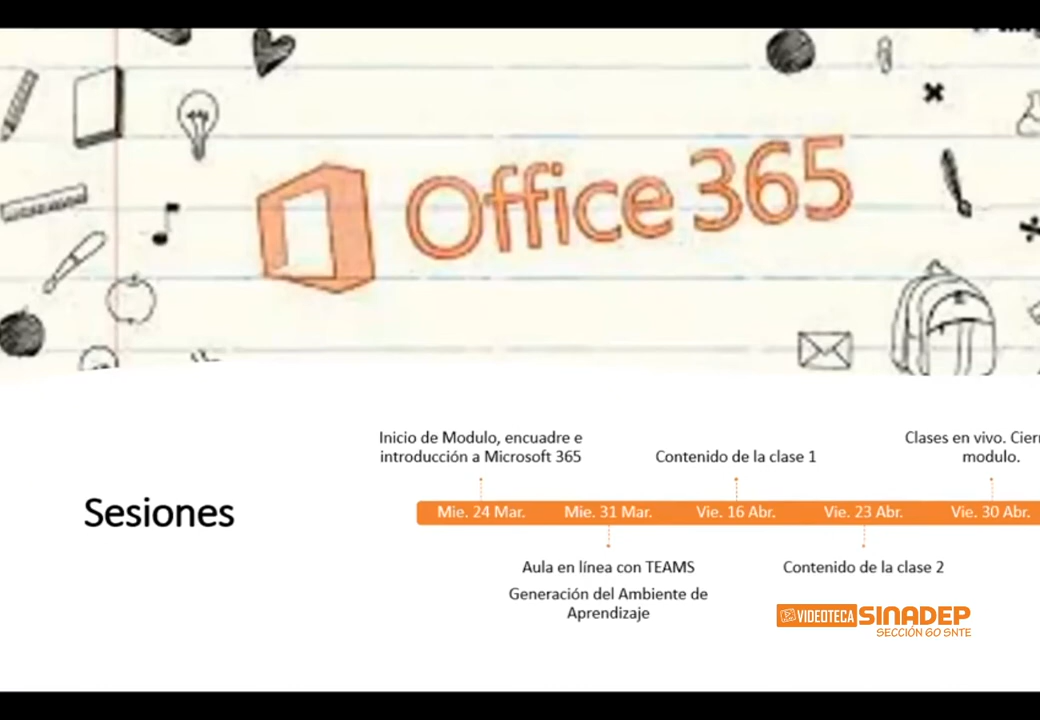 Office 365
Inicio de Modulo, encuadre e
introducción a Microsoft 365
Contenido de la clase 1
Clases en vivo.
modulo.
Sesiones
Mie. 24 Mar.
Mie. 31 Mar.
Vie. 16 Abr.
Vie. 23 Abr.
Vie. 30 Abr.
Aula en línea con TEAMS
Generación del Ambiente de
Aprendizaje
Contenido de la clase 2
VIDEOTECA SINADEP
SECCIÓN 60 SNTE